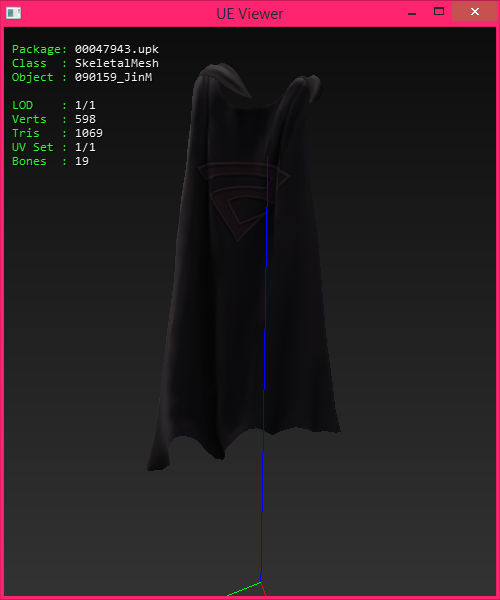 UE Viewer
Package: 00047943.upk
Class  : SkeletalMesh
Object : 090159_JinM
LOD    : 1/1
Verts  : 598
Tris   : 1069
UV Set : 1/1
Bones  : 19